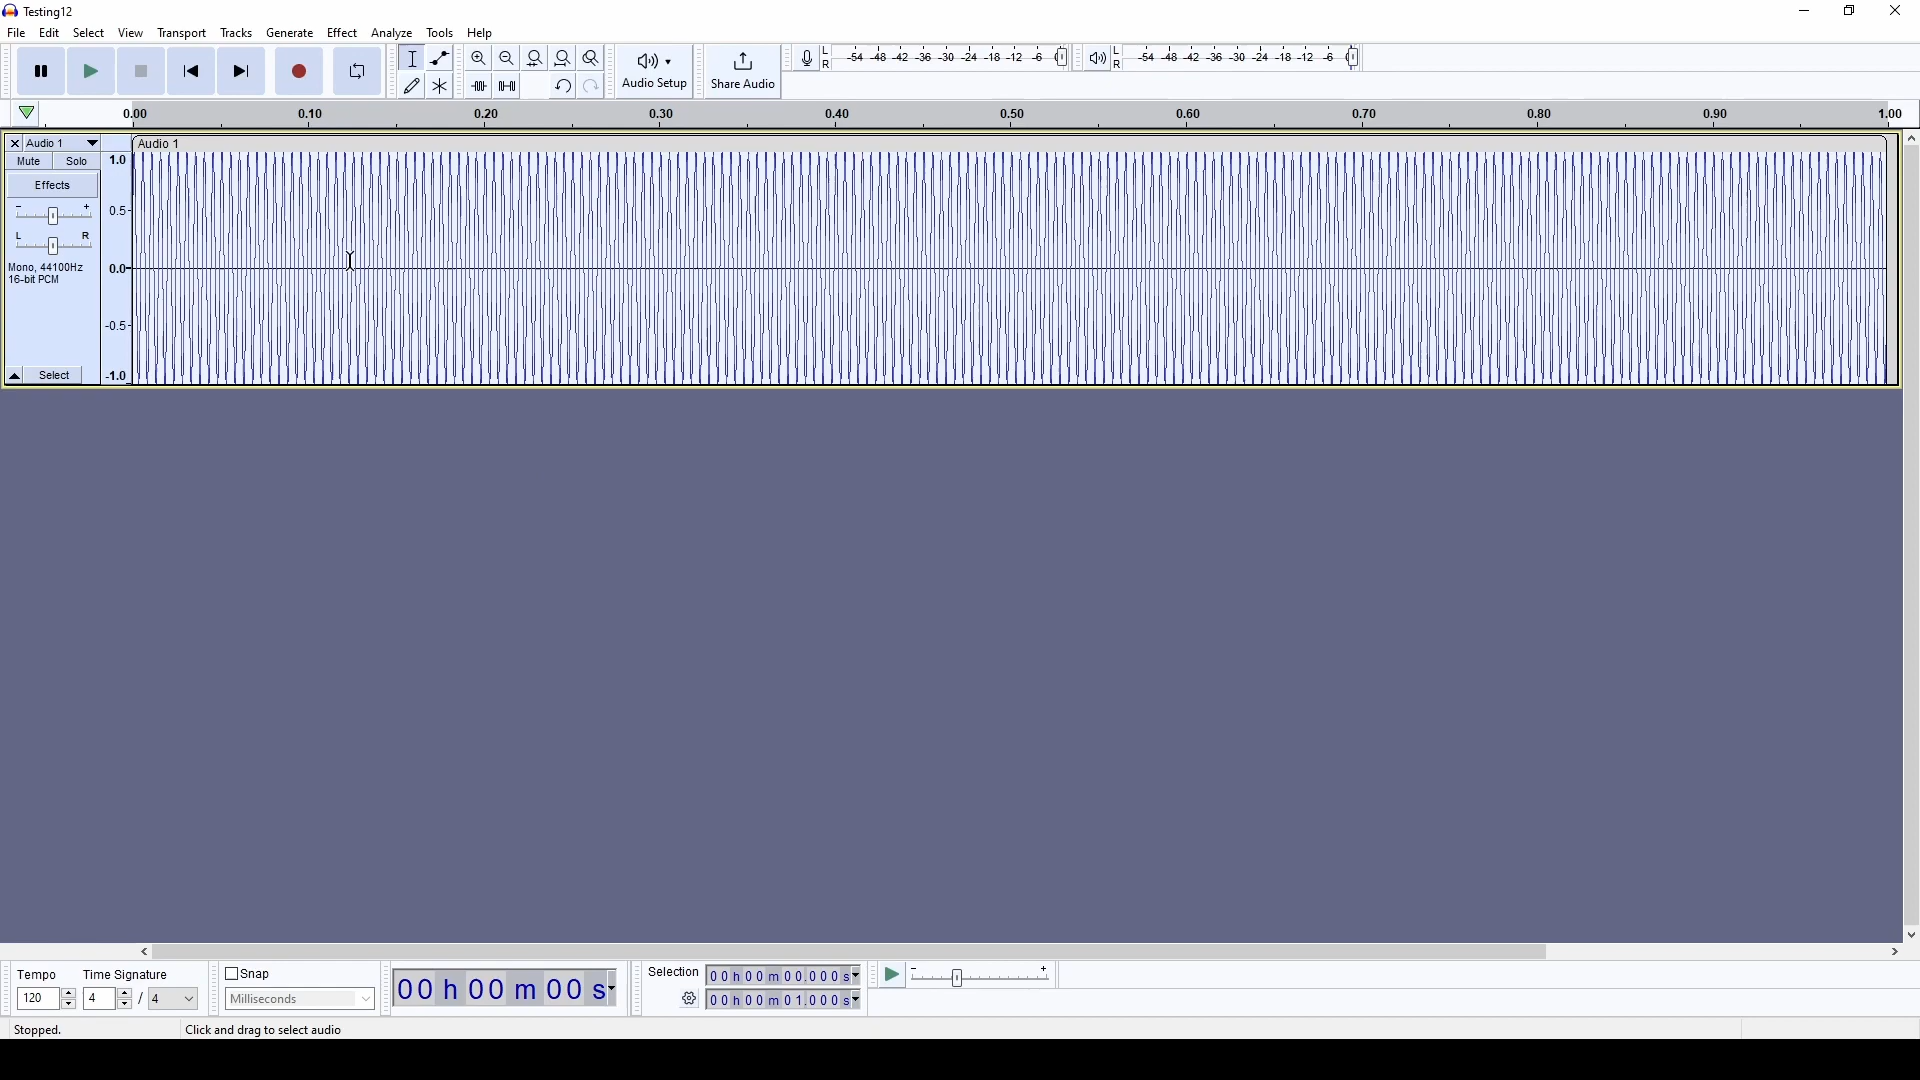 Testing12
File Edit Select View Transport Tracks Generate Effect Analyze Tools Help
Audio Setup
Share Audio
L
R
-54 -48 -42 -36 -30 -24 -18 -12 -6 0
L
R
-54 -48 -42 -36 -30 -24 -18 -12 -6 0
0.00 0.10 0.20 0.30 0.40 0.50 0.60 0.70 0.80 0.90 1.00
Audio 1
Audio 1
Mute Solo
Effects
- +
L R
Mono, 44100Hz
16-bit PCM
Select
1.0
0.5
0.0
-0.5
-1.0
Tempo
120
Time Signature
4 / 4
Snap
Milliseconds
00 h 00 m 00 s
Selection
00 h 00 m 00.000 s
00 h 00 m 01.000 s
- +
Stopped.
Click and drag to select audio